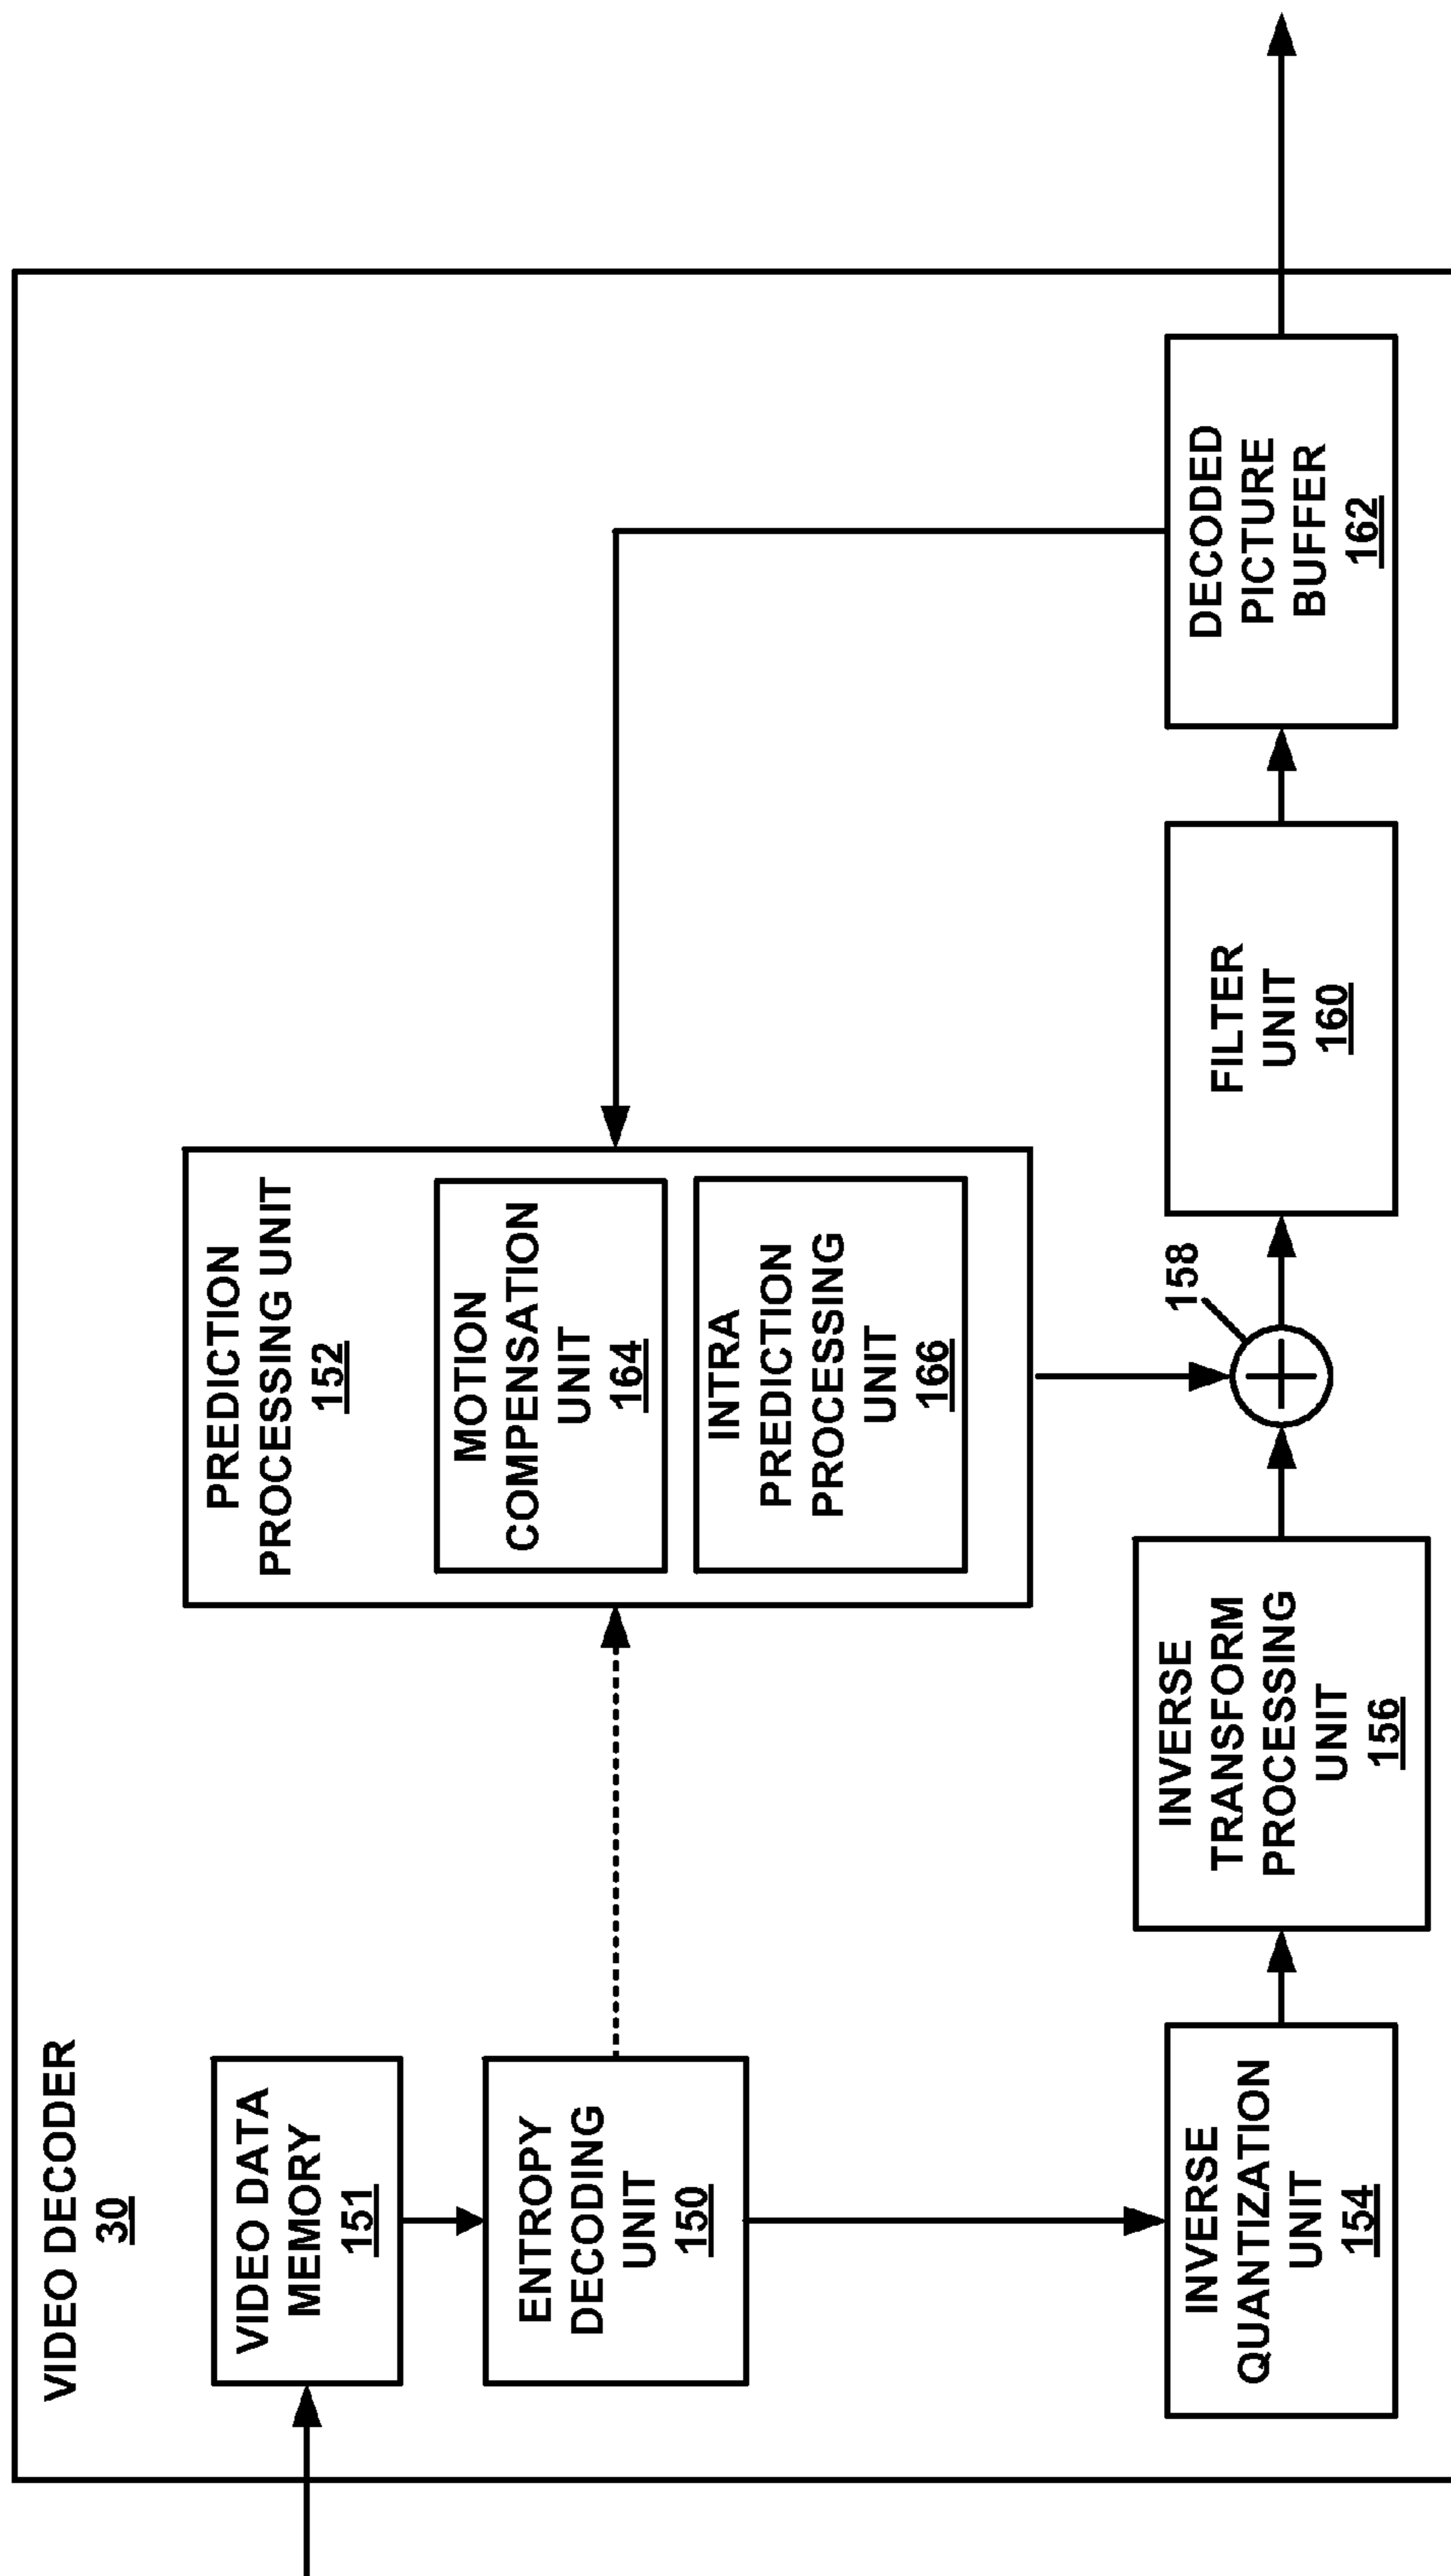 VIDEO DECODER
30
VIDEO DATA
MEMORY
151
ENTROPY
DECODING
UNIT
150
PREDICTION
PROCESSING UNIT
152
MOTION
COMPENSATION
UNIT
164
INTRA
PREDICTION
PROCESSING
UNIT
166
INVERSE
QUANTIZATION
UNIT
154
INVERSE
TRANSFORM
PROCESSING
UNIT
156
158
FILTER
UNIT
160
DECODED
PICTURE
BUFFER
162